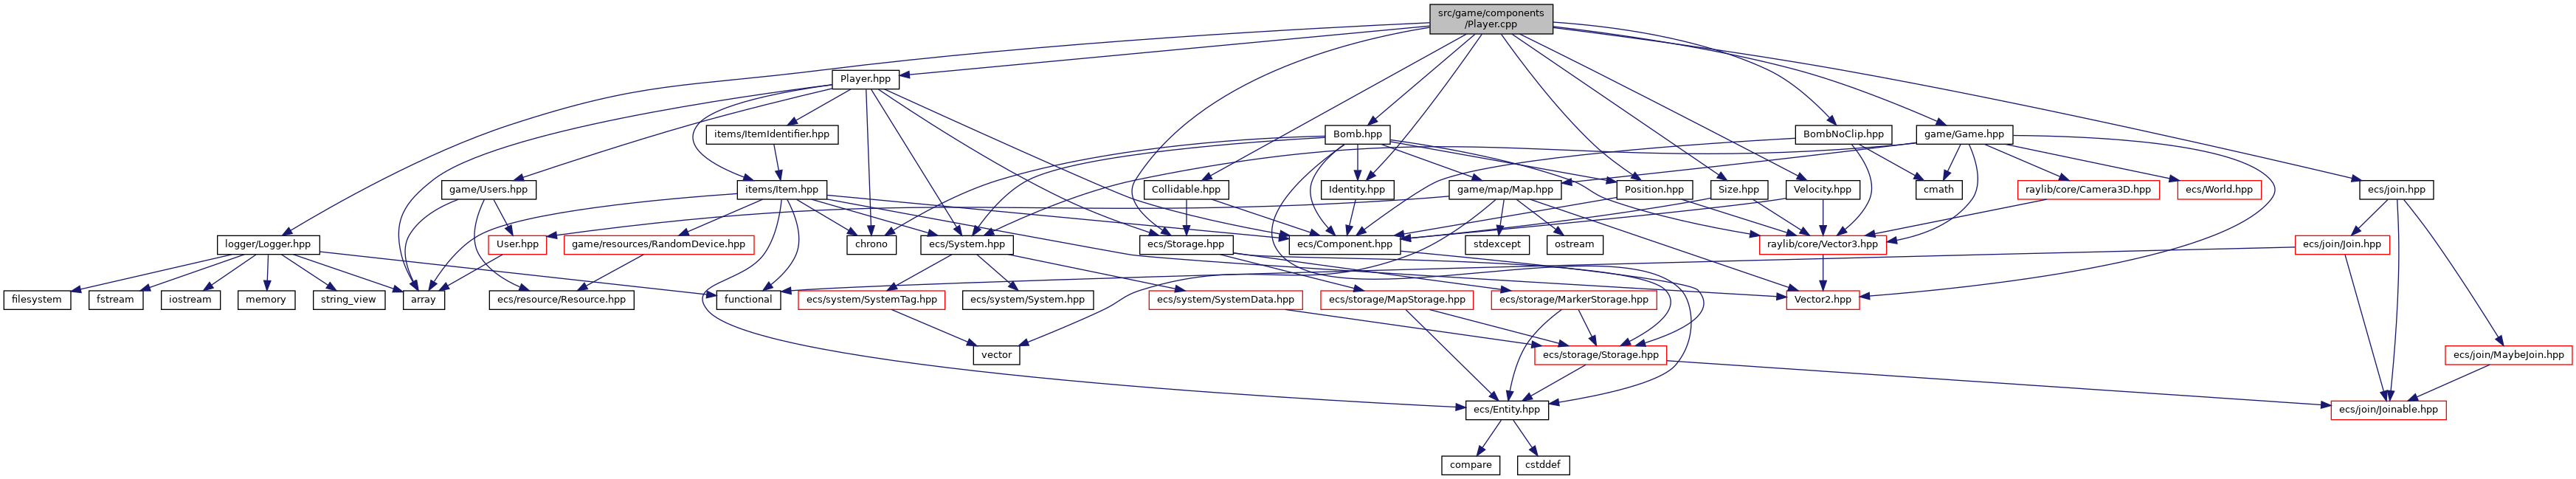 src/game/components
/Player.cpp
Player.hpp
items/ItemIdentifier.hpp
Bomb.hpp
BombNoClip.hpp
game/Game.hpp
game/Users.hpp
items/Item.hpp
Collidable.hpp
Identity.hpp
game/map/Map.hpp
Position.hpp
Size.hpp
Velocity.hpp
cmath
raylib/core/Camera3D.hpp
ecs/World.hpp
ecs/join.hpp
logger/Logger.hpp
User.hpp
game/resources/RandomDevice.hpp
chrono
ecs/System.hpp
ecs/Storage.hpp
ecs/Component.hpp
stdexcept
ostream
raylib/core/Vector3.hpp
ecs/join/Join.hpp
filesystem
fstream
iostream
memory
string_view
array
ecs/resource/Resource.hpp
functional
ecs/system/SystemTag.hpp
ecs/system/System.hpp
ecs/system/SystemData.hpp
ecs/storage/MapStorage.hpp
ecs/storage/MarkerStorage.hpp
Vector2.hpp
vector
ecs/storage/Storage.hpp
ecs/join/MaybeJoin.hpp
ecs/Entity.hpp
ecs/join/Joinable.hpp
compare
cstddef